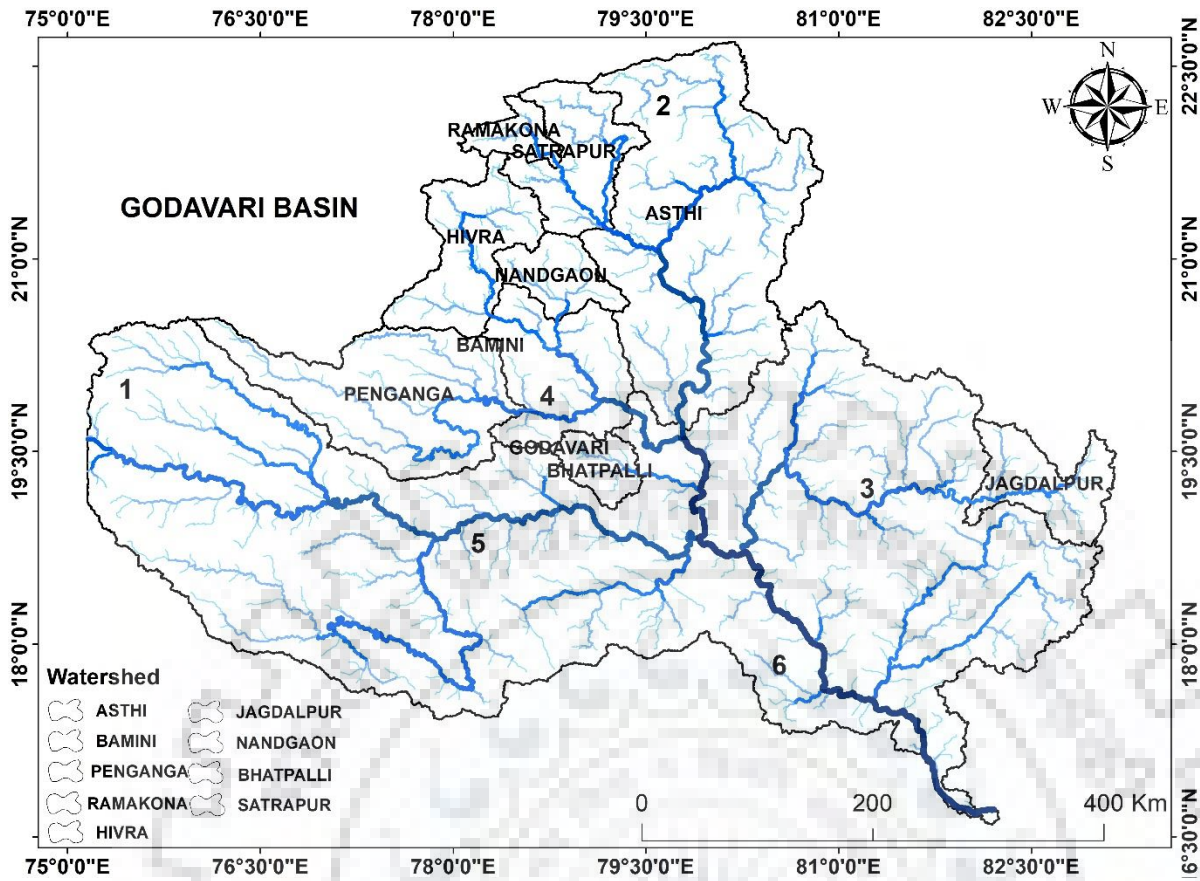 75°0'0"E 76°30'0"E 78°0'0"E 79°30'0"E 81°0'0"E 82°30'0"E
22°30'0"N
N
W E
S
2
RAMAKONA
SATRAPUR
GODAVARI BASIN
ASTHI
HIVRA
21°0'0"N 21°0'0"N
NANDGAON
BAMINI
1
PENGANGA
4
19°30'0"N 19°30'0"N
GODAVARI
BHATPALLI
3
JAGDALPUR
5
18°0'0"N 18°0'0"N
6
Watershed
ASTHI JAGDALPUR
BAMINI NANDGAON
PENGANGA BHATPALLI
RAMAKONA SATRAPUR
HIVRA
0 200 400 Km
16°30'0"N
75°0'0"E 76°30'0"E 78°0'0"E 79°30'0"E 81°0'0"E 82°30'0"E